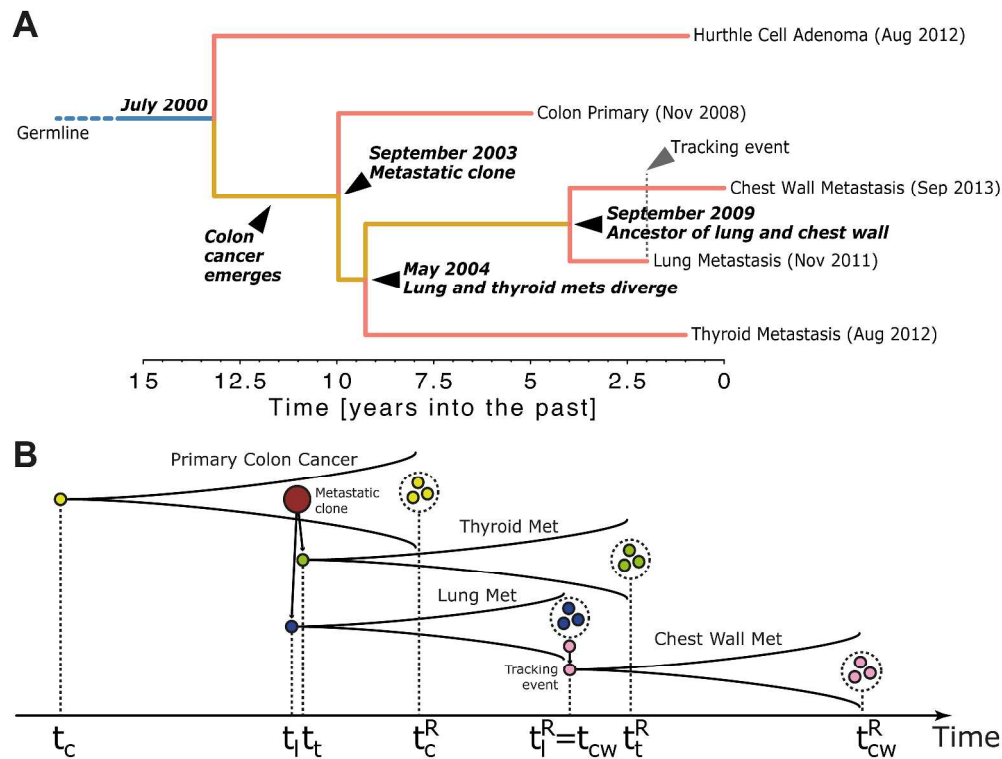 A
Hurthle Cell Adenoma (Aug 2012)
July 2000
Germline
Colon Primary (Nov 2008)
Tracking event
September 2003
Metastatic clone
Chest Wall Metastasis (Sep 2013)
September 2009
Ancestor of lung and chest wall
Colon
cancer
emerges
Lung Metastasis (Nov 2011)
May 2004
Lung and thyroid mets diverge
Thyroid Metastasis (Aug 2012)
15 12.5 10 7.5 5 2.5 0
Time [years into the past]
B
Primary Colon Cancer
Metastatic
clone
Thyroid Met
Lung Met
Chest Wall Met
Tracking
event
t_c t_l t_t t_c^R t_l^R=t_cw t_t^R t_cw^R Time